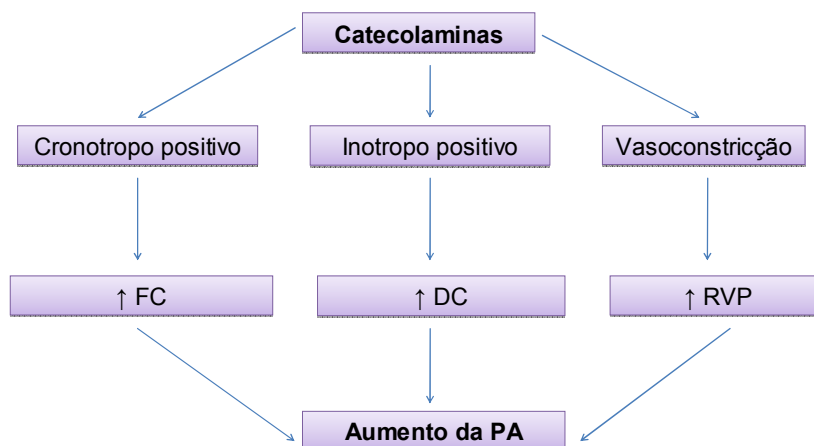 Catecolaminas
Cronotropo positivo
Inotropo positivo
Vasoconstricção
↑ FC
↑ DC
↑ RVP
Aumento da PA